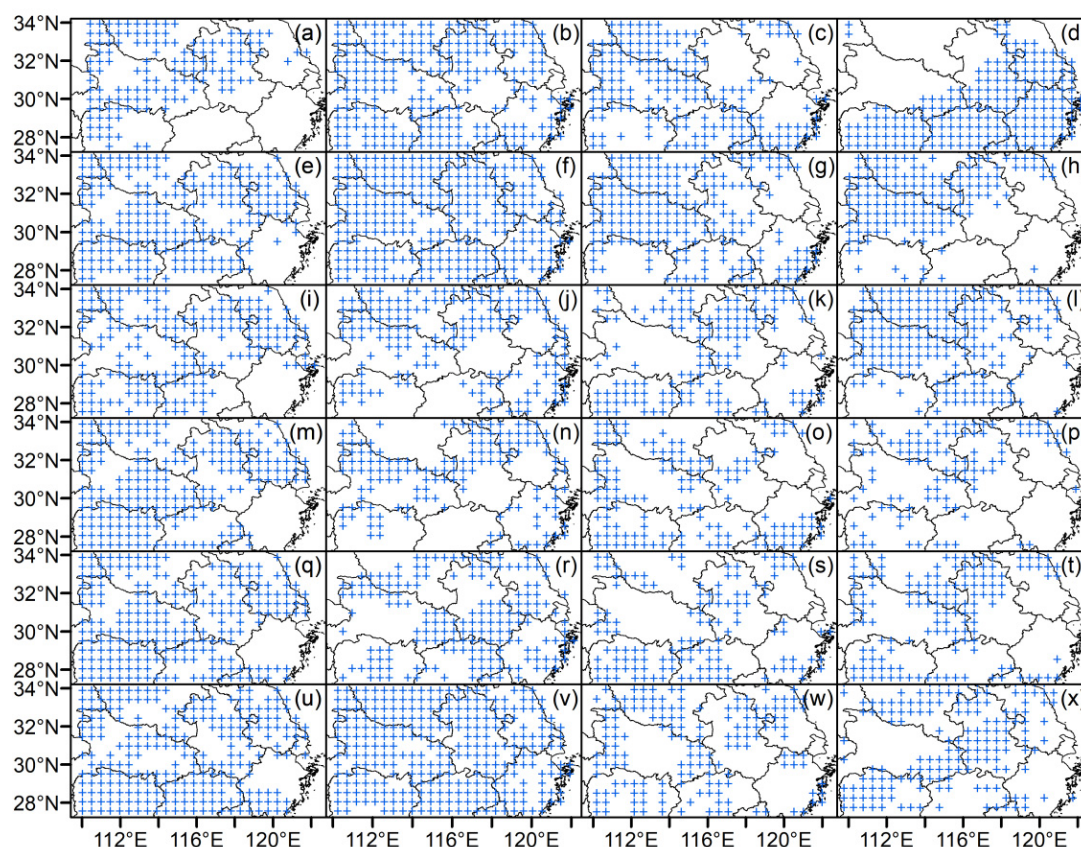 34°N (a) (b) (c) (d)
32°N
30°N
28°N
34°N (e) (f) (g) (h)
32°N
30°N
28°N
34°N (i) (j) (k) (l)
32°N
30°N
28°N
34°N (m) (n) (o) (p)
32°N
30°N
28°N
34°N (q) (r) (s) (t)
32°N
30°N
28°N
34°N (u) (v) (w) (x)
32°N
30°N
28°N
112°E 116°E 120°E 112°E 116°E 120°E 112°E 116°E 120°E 112°E 116°E 120°E